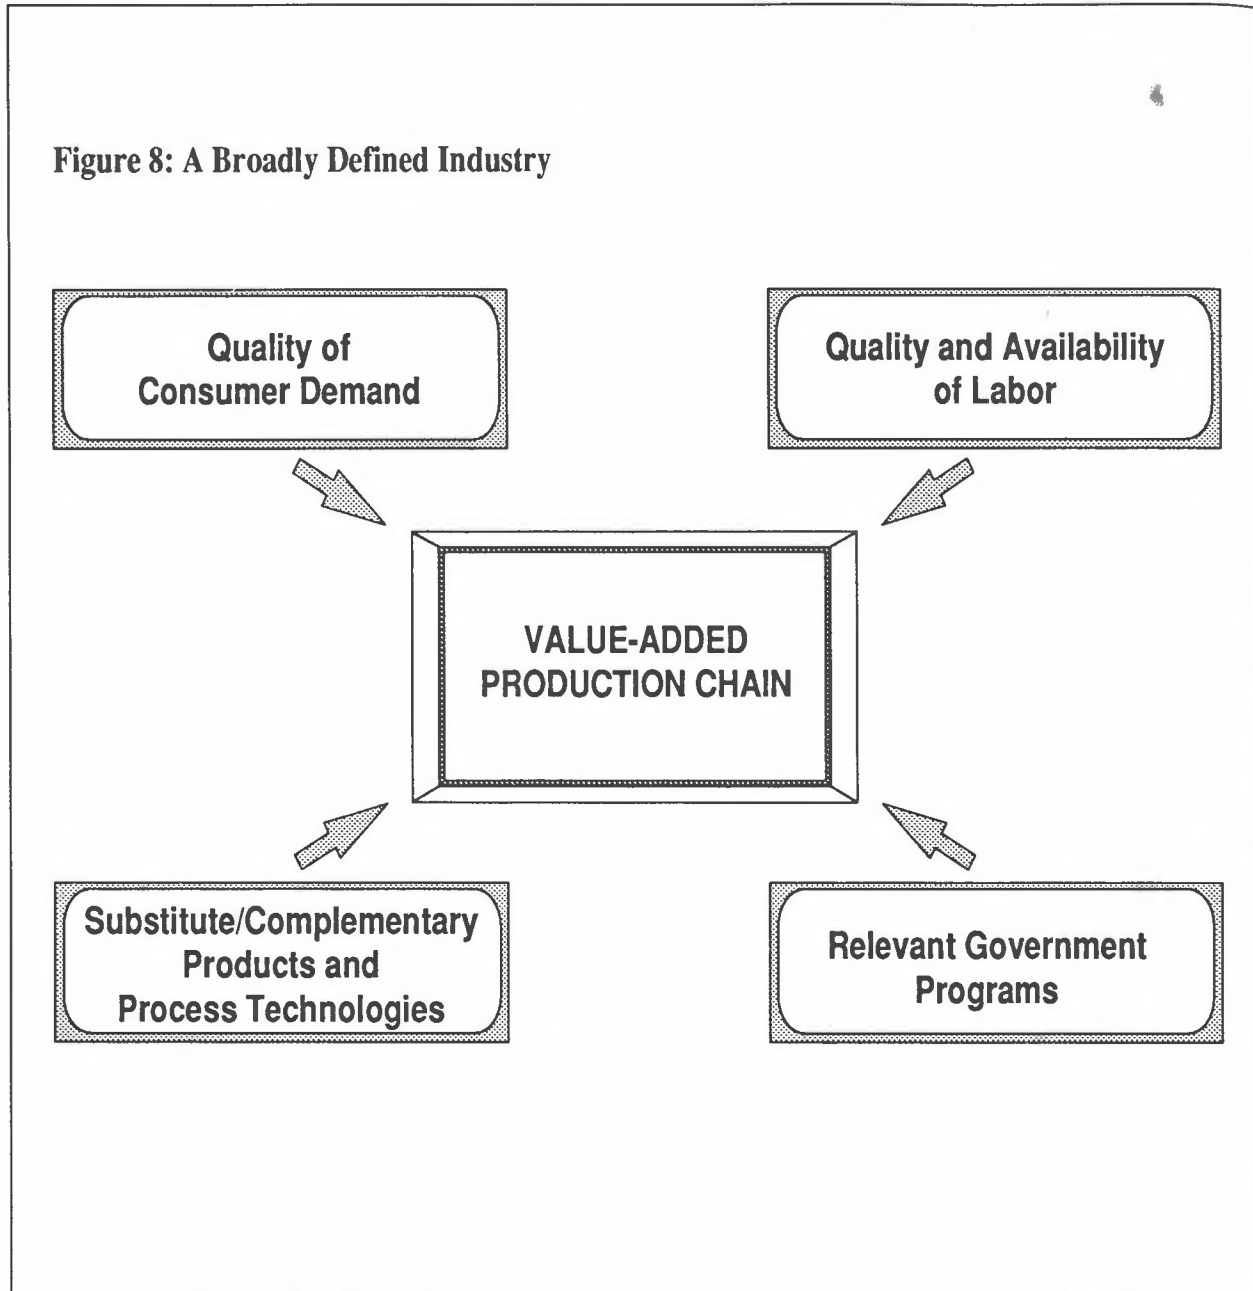 Figure 8: A Broadly Defined Industry
Quality of
Consumer Demand
Quality and Availability
of Labor
VALUE-ADDED
PRODUCTION CHAIN
Substitute/Complementary
Products and
Process Technologies
Relevant Government
Programs